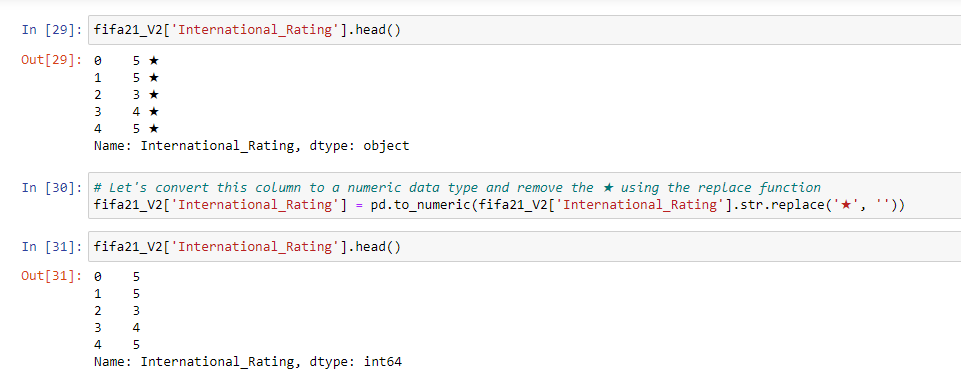 In [29]: fifa21_V2['International_Rating'].head()
Out[29]: 0    5 ★
1    5 ★
2    3 ★
3    4 ★
4    5 ★
Name: International_Rating, dtype: object
In [30]: # Let's convert this column to a numeric data type and remove the ★ using the replace function
fifa21_V2['International_Rating'] = pd.to_numeric(fifa21_V2['International_Rating'].str.replace('★', ''))
In [31]: fifa21_V2['International_Rating'].head()
Out[31]: 0    5
1    5
2    3
3    4
4    5
Name: International_Rating, dtype: int64